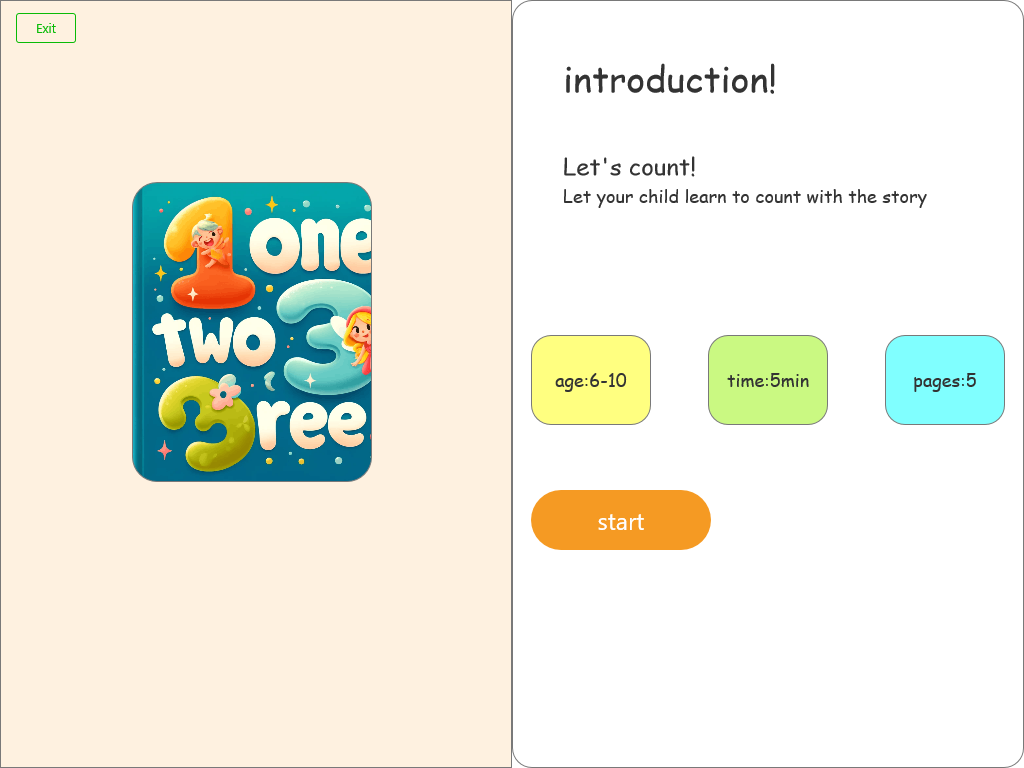 Exit
1 one
two 3
3ree
introduction!
Let's count!
Let your child learn to count with the story
age:6-10
time:5min
pages:5
start